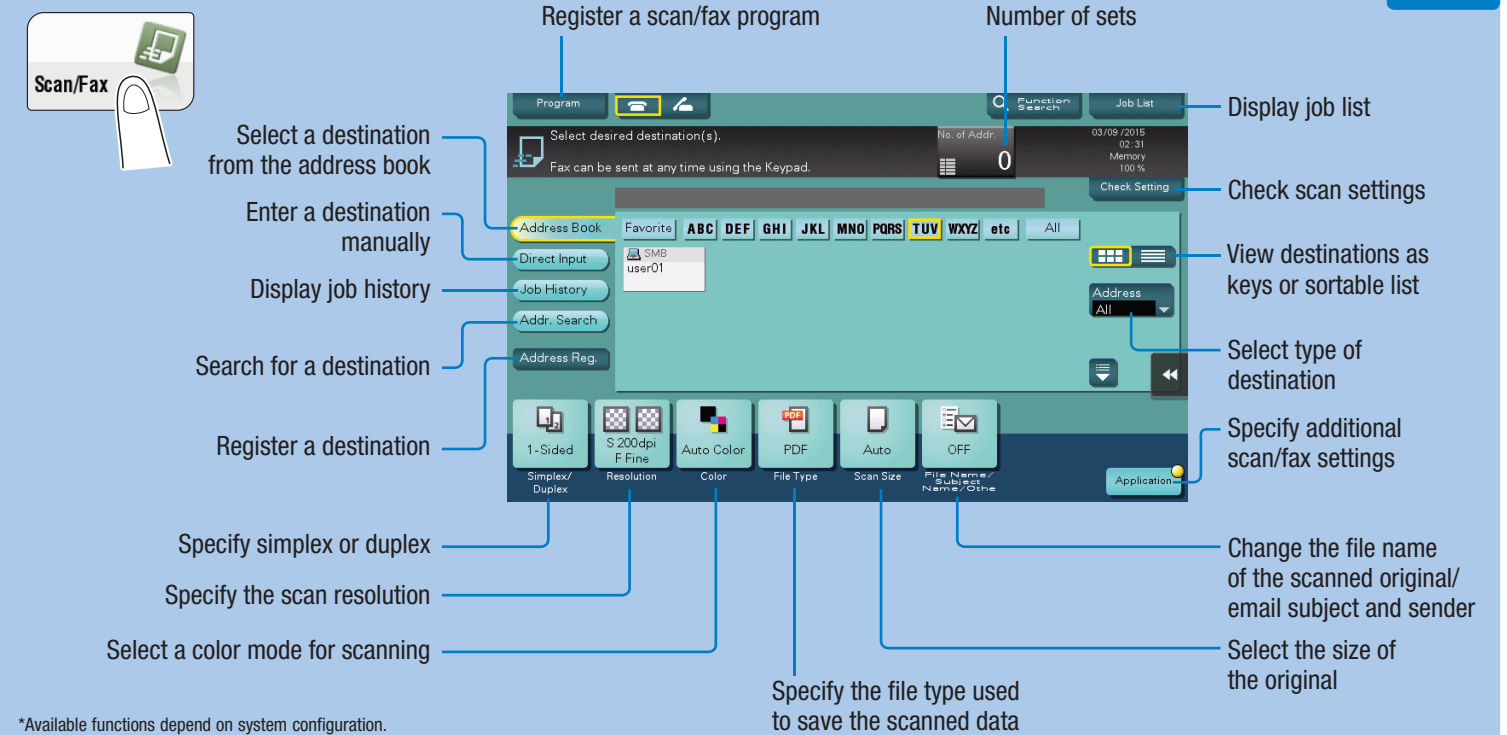 Register a scan/fax program
Number of sets
Scan/Fax
Program
Function
Search
Job List
Display job list
Select a destination
from the address book
Select desired destination(s).
Fax can be sent at any time using the Keypad.
No. of Addr.
0
03/09 /2015
02:31
Memory
100 %
Check Setting
Check scan settings
Enter a destination
manually
Address Book
Favorite ABC DEF GHI JKL MNO PQRS TUV WXYZ etc All
SMB
user01
Direct Input
View destinations as
keys or sortable list
Display job history
Job History
Address
All
Addr. Search
Search for a destination
Address Reg.
Select type of
destination
Register a destination
1-Sided
S 200dpi
F Fine
Auto Color
PDF
PDF
Auto
OFF
Simplex/
Duplex
Resolution
Color
File Type
Scan Size
File Name/
Subject
Name/Othe
Application
Specify additional
scan/fax settings
Specify simplex or duplex
Specify the scan resolution
Select a color mode for scanning
Change the file name
of the scanned original/
email subject and sender
Select the size of
the original
Specify the file type used
to save the scanned data
*Available functions depend on system configuration.